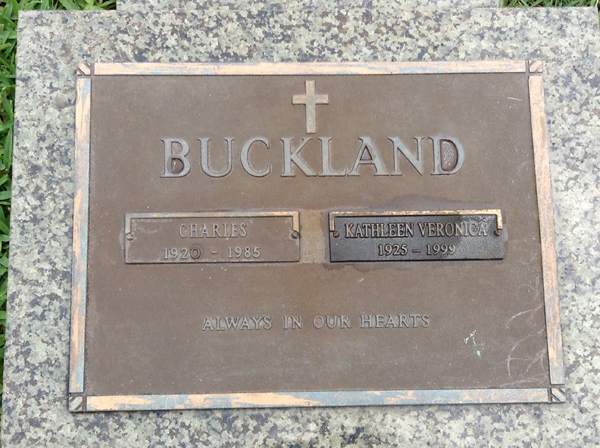 BUCKLAND
CHARLES
1920 - 1985
KATHLEEN VERONICA
1925 - 1999
ALWAYS IN OUR HEARTS